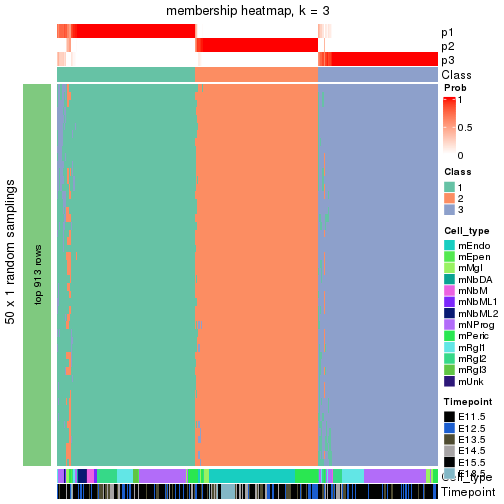 membership heatmap, k = 3
p1
p2
p3
Class
50 x 1 random samplings
top 913 rows
Prob
1
0.5
0
Class
1
2
3
Cell_type
mEndo
mEpen
mMgl
mNbDA
mNbM
mNbML1
mNbML2
mNProg
mPeric
mRgl1
mRgl2
mRgl3
mUnk
Timepoint
E11.5
E12.5
E13.5
E14.5
E15.5
E18.5
Cell_type
Timepoint